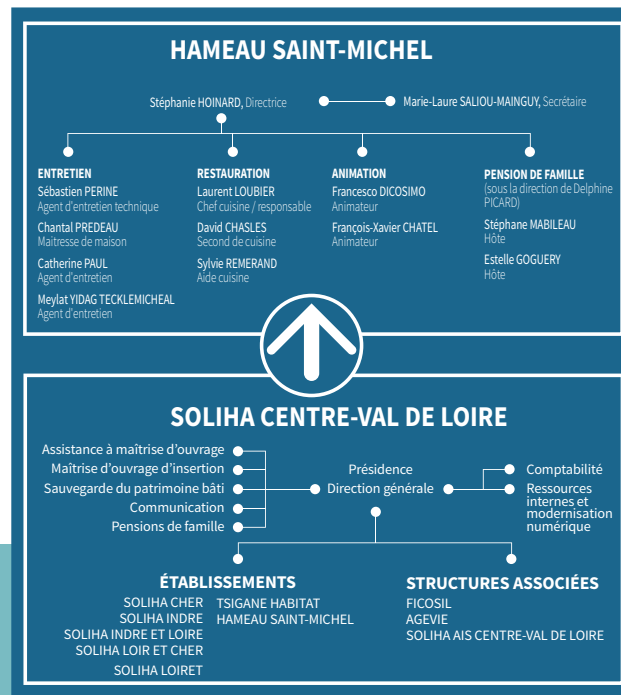 HAMEAU SAINT-MICHEL
Stéphanie HOINARD, Directrice
Marie-Laure SALIOU-MAINGUY, Secrétaire
ENTRETIEN
Sébastien PERINE
Agent d'entretien technique
Chantal PREDEAU
Maitresse de maison
Catherine PAUL
Agent d'entretien
Meylat YIDAG TECKLEMICHEAL
Agent d'entretien
RESTAURATION
Laurent LOUBIER
Chef cuisine / responsable
David CHASLES
Second de cuisine
Sylvie REMERAND
Aide cuisine
ANIMATION
Francesco DICOSIMO
Animateur
François-Xavier CHATEL
Animateur
PENSION DE FAMILLE
(sous la direction de Delphine
PICARD)
Stéphane MABILEAU
Hôte
Estelle GOGUERY
Hôte
SOLIHA CENTRE-VAL DE LOIRE
Assistance à maîtrise d'ouvrage
Maîtrise d'ouvrage d'insertion
Sauvegarde du patrimoine bâti
Communication
Pensions de famille
Présidence
Direction générale
Comptabilité
Ressources
internes et
modernisation
numérique
ÉTABLISSEMENTS
SOLIHA CHER
SOLIHA INDRE
SOLIHA INDRE ET LOIRE
SOLIHA LOIR ET CHER
SOLIHA LOIRET
TSIGANE HABITAT
HAMEAU SAINT-MICHEL
STRUCTURES ASSOCIÉES
FICOSIL
AGEVIE
SOLIHA AIS CENTRE-VAL DE LOIRE